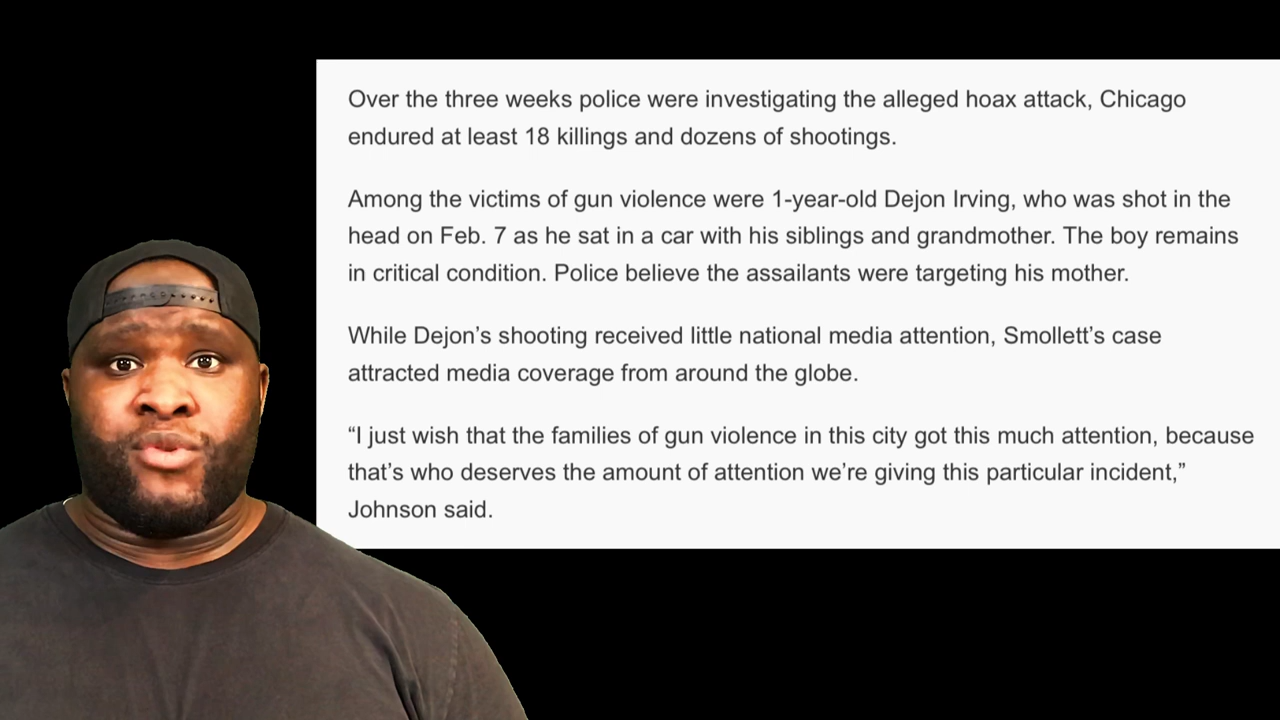 Over the three weeks police were investigating the alleged hoax attack, Chicago
endured at least 18 killings and dozens of shootings.
Among the victims of gun violence were 1-year-old Dejon Irving, who was shot in the
head on Feb. 7 as he sat in a car with his siblings and grandmother. The boy remains
in critical condition. Police believe the assailants were targeting his mother.
While Dejon’s shooting received little national media attention, Smollett’s case
attracted media coverage from around the globe.
“I just wish that the families of gun violence in this city got this much attention, because
that’s who deserves the amount of attention we’re giving this particular incident,”
Johnson said.